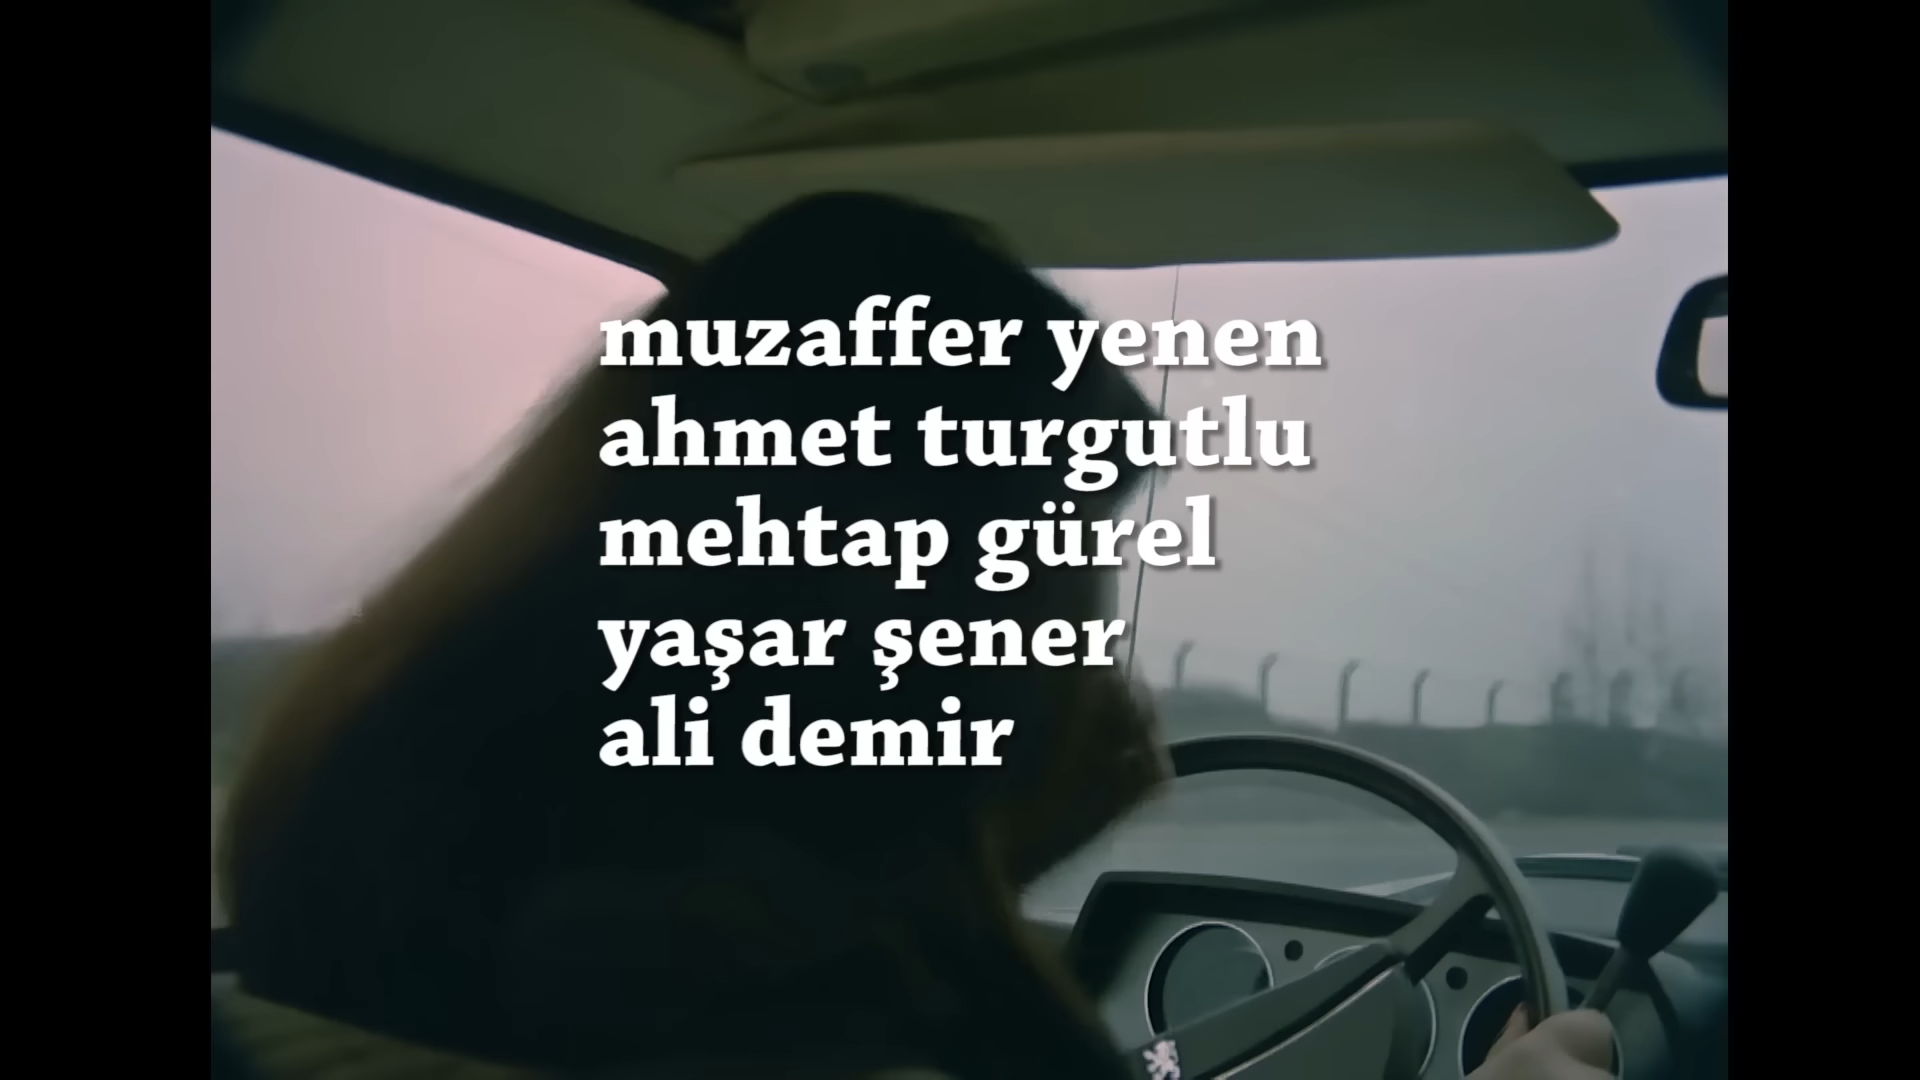 muzaffer yenen
ahmet turgutlu
mehtap gürel
yaşar şener
ali demir